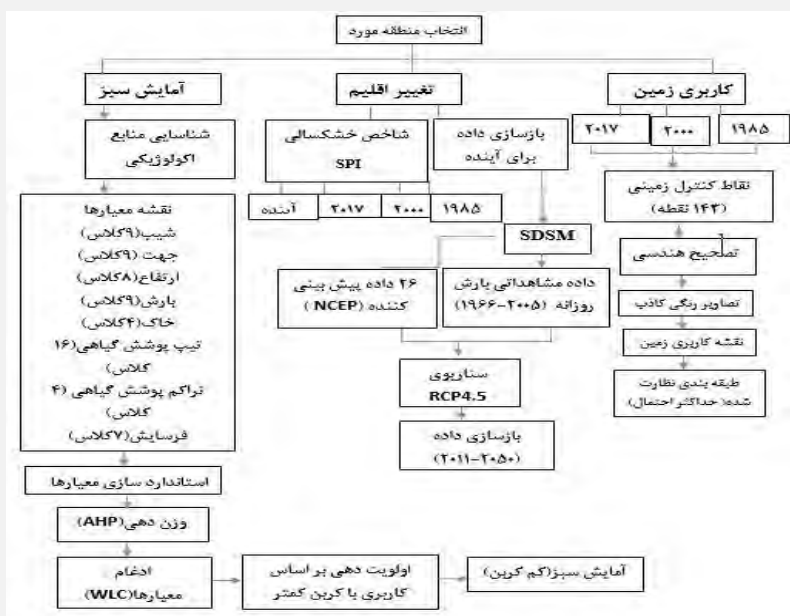 انتخاب منطقه مورد
کاربری زمین
تغییر اقلیم
آمایش سبز
۱۹۸۵
۲۰۰۰
۲۰۱۷
نقاط کنترل زمینی
(۱۴۳ نقطه)
تصحیح هندسی
تصاویر رنگی کاذب
نقشه کاربری زمین
طبقه بندی نظارت
شده(حداکثر احتمال)
بازسازی داده
برای آینده
شاخص خشکسالی
SPI
۱۹۸۵
۲۰۰۰
۲۰۱۷
آینده
SDSM
داده مشاهداتی بارش
روزانه (۲۰۰۵-۱۹۶۶)
۲۶ داده پیش بینی
کننده (NCEP)
سناریوی
RCP4.5
بازسازی داده
(۲۰۱۱-۲۰۵۰)
شناسایی منابع
اکولوژیکی
نقشه معیارها
شیب(۹کلاس)
جهت (۹کلاس)
ارتفاع(۸کلاس)
بارش(۹کلاس)
خاک(۴کلاس)
تیپ پوشش گیاهی(۱۶
کلاس)
تراکم پوشش گیاهی (۴
کلاس)
فرسایش(۷کلاس)
استاندارد سازی معیارها
وزن دهی(AHP)
ادغام
معیارها(WLC)
اولویت دهی بر اساس
کاربری با کربن کمتر
آمایش سبز(کم کربن)